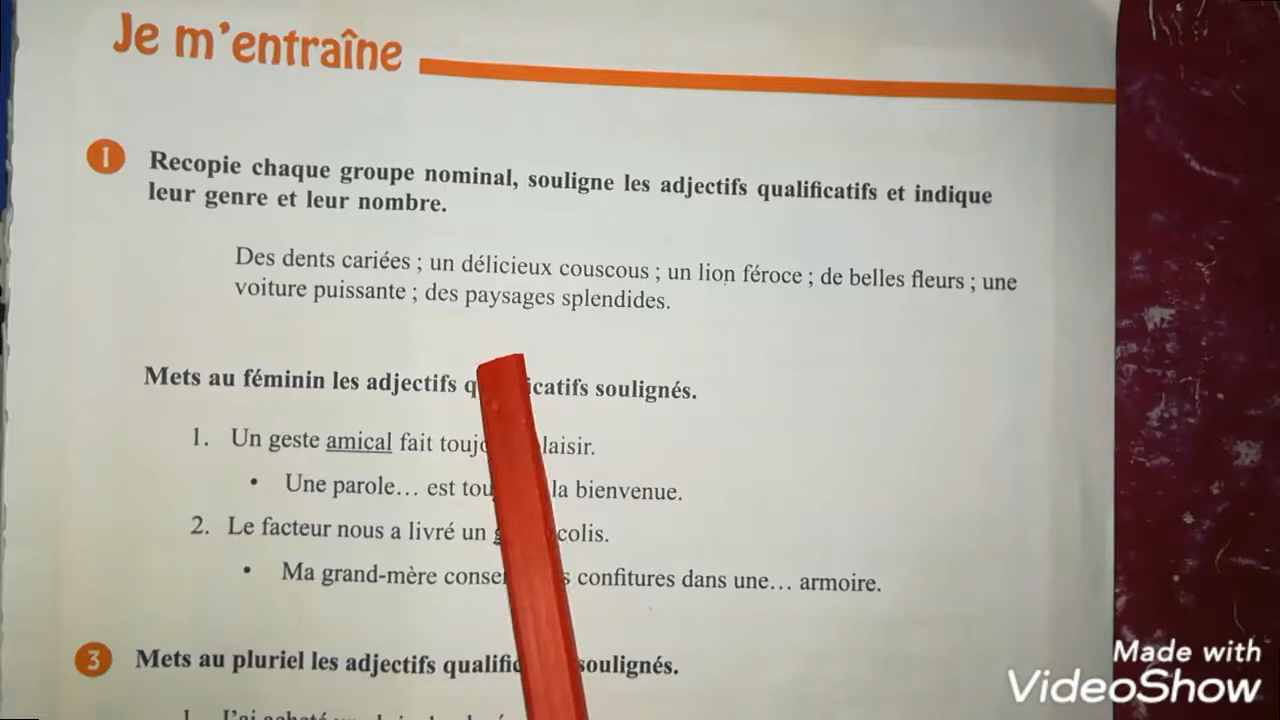 Je m'entraîne
1 Recopie chaque groupe nominal, souligne les adjectifs qualificatifs et indique
leur genre et leur nombre.
Des dents cariées ; un délicieux couscous ; un lion féroce ; de belles fleurs ; une
voiture puissante ; des paysages splendides.
Mets au féminin les adjectifs soulignés.
1. Un geste amical fait
• Une parole… est la bienvenue.
2. Le facteur nous a livré un colis.
• Ma grand-mère confitures dans une… armoire.
3 Mets au pluriel les adjectifs soulignés.
Made with
VideoShow